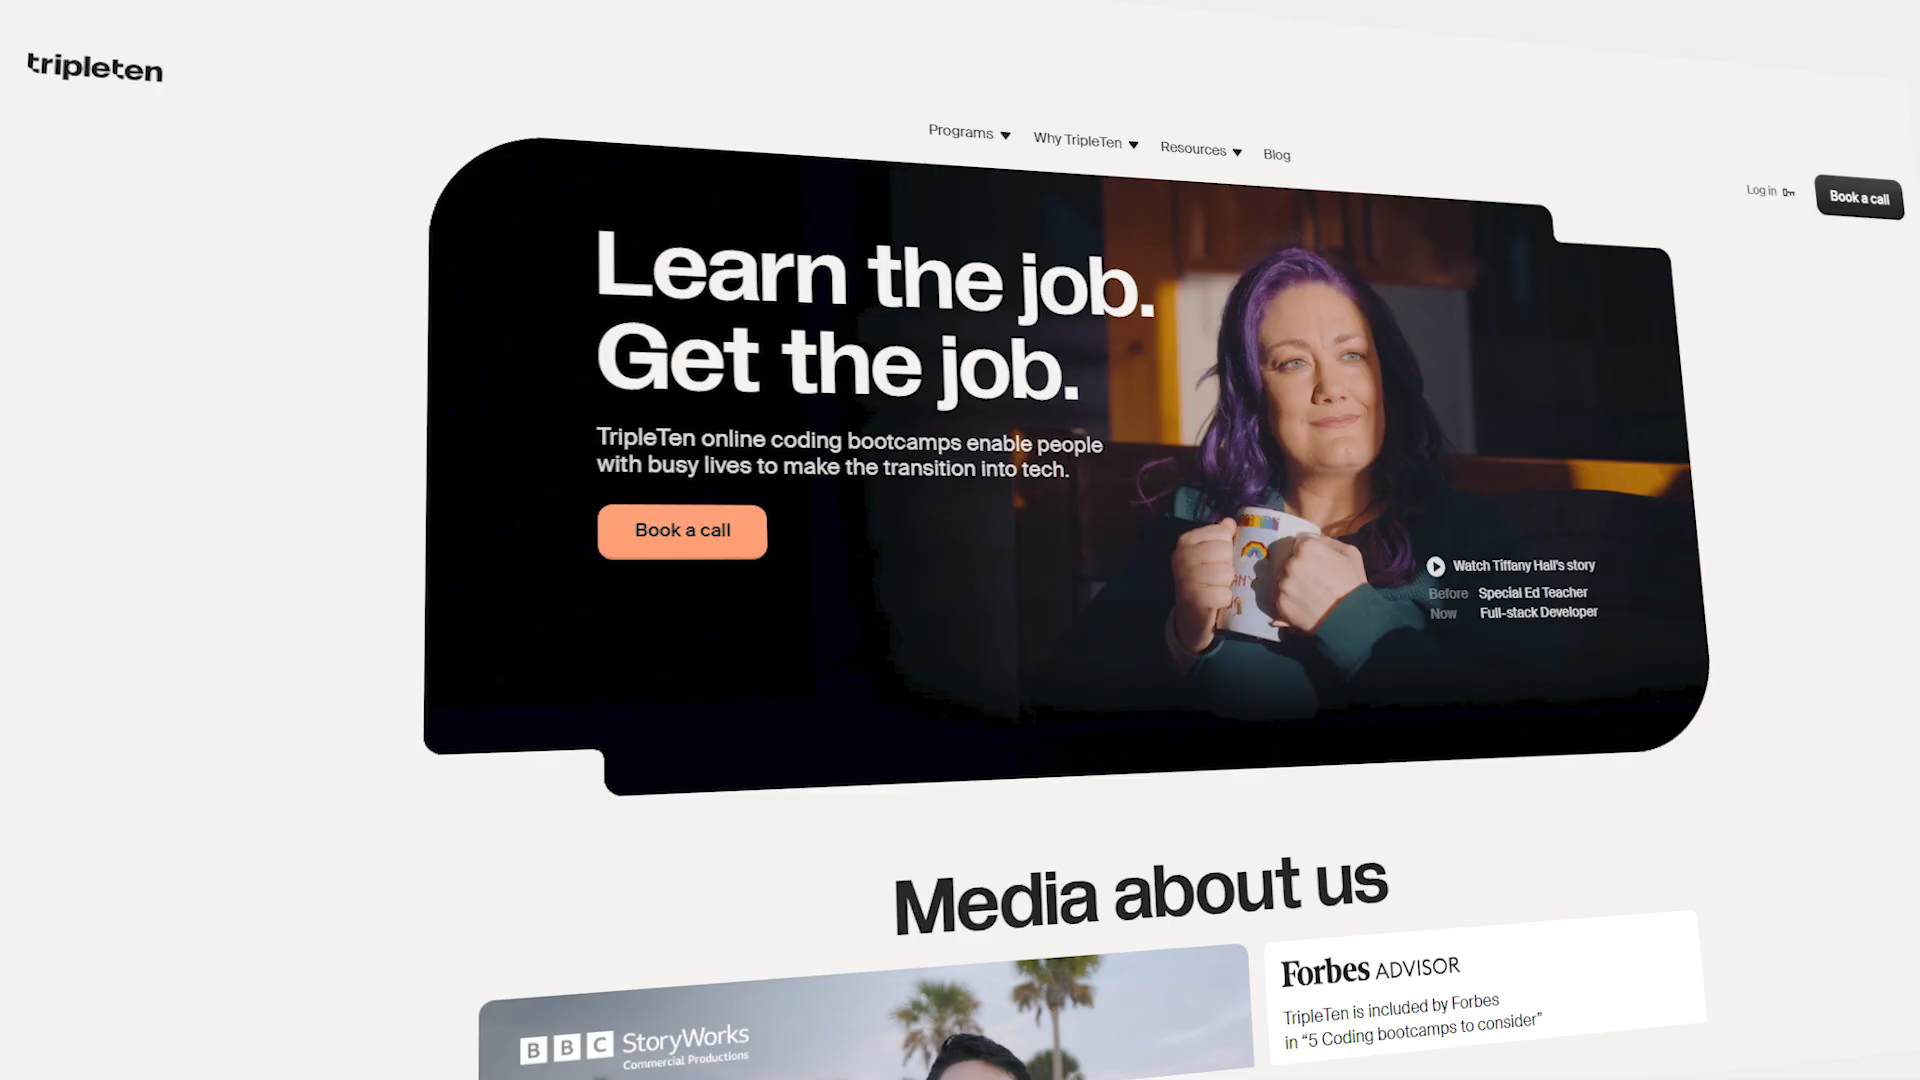 tripleten
Programs
Why TripleTen
Resources
Blog
Log in
Book a call
Learn the job.
Get the job.
TripleTen online coding bootcamps enable people
with busy lives to make the transition into tech.
Book a call
Watch Tiffany Hall's story
Before Special Ed Teacher
Now Full-stack Developer
Media about us
BBC StoryWorks
Commercial Productions
Forbes ADVISOR
TripleTen is included by Forbes
in “5 Coding bootcamps to consider”